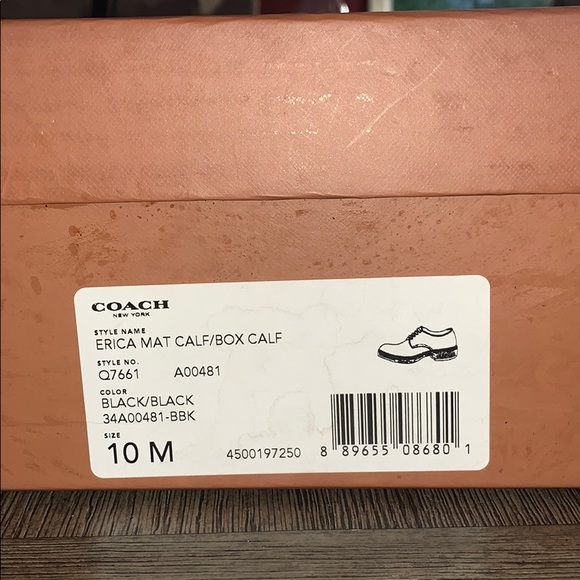 COACH
NEW YORK
STYLE NAME
ERICA MAT CALF/BOX CALF
STYLE NO.
Q7661 A00481
COLOR
BLACK/BLACK
34A00481-BBK
SIZE
10 M 4500197250 8 89655 08680 1